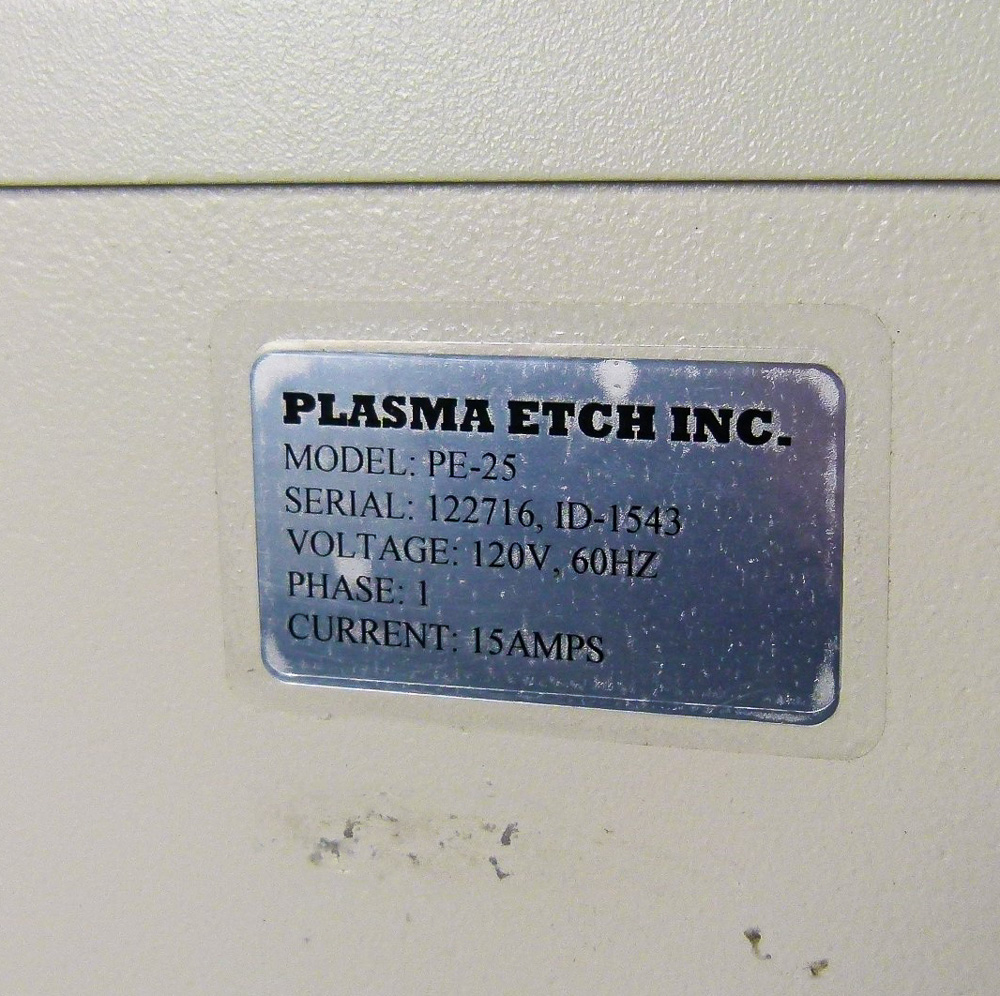 PLASMA ETCH INC.
MODEL: PE-25
SERIAL: 122716, ID-1543
VOLTAGE: 120V, 60HZ
PHASE: 1
CURRENT: 15AMPS